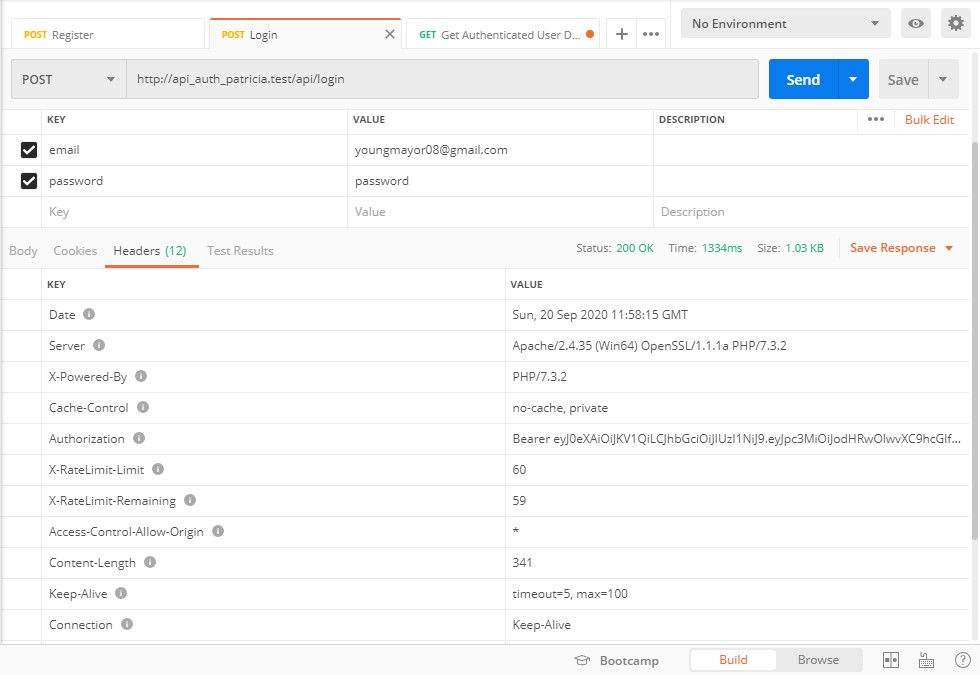 POST Register
POST Login
GET Get Authenticated User D...
No Environment
POST
http://api_auth_patricia.test/api/login
Send
Save
KEY VALUE DESCRIPTION Bulk Edit
email youngmayor08@gmail.com
password password
Key Value Description
Body Cookies Headers (12) Test Results Status: 200 OK Time: 1334ms Size: 1.03 KB Save Response
KEY VALUE
Date Sun, 20 Sep 2020 11:58:15 GMT
Server Apache/2.4.35 (Win64) OpenSSL/1.1.1a PHP/7.3.2
X-Powered-By PHP/7.3.2
Cache-Control no-cache, private
Authorization Bearer eyJ0eXAiOiJKV1QiLCJhbGciOiJIUzI1NiJ9.eyJpc3MiOiJodHRwOlwvXC9hcGlf...
X-RateLimit-Limit 60
X-RateLimit-Remaining 59
Access-Control-Allow-Origin *
Content-Length 341
Keep-Alive timeout=5, max=100
Connection Keep-Alive
Bootcamp Build Browse